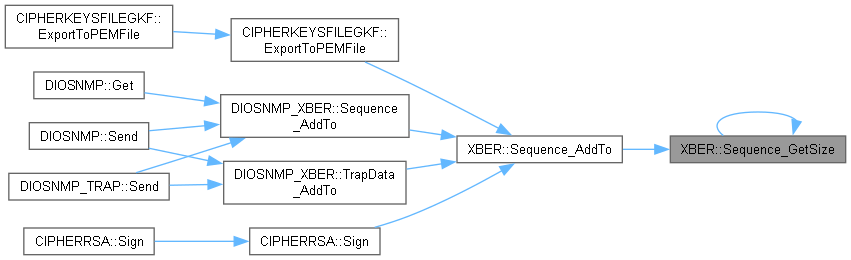 CIPHERKEYSFILEGKF::
ExportToPEMFile
CIPHERKEYSFILEGKF::
ExportToPEMFile
DIOSNMP::Get
DIOSNMP_XBER::Sequence
_AddTo
DIOSNMP::Send
XBER::Sequence_AddTo
XBER::Sequence_GetSize
DIOSNMP_XBER::TrapData
_AddTo
DIOSNMP_TRAP::Send
CIPHERRSA::Sign
CIPHERRSA::Sign